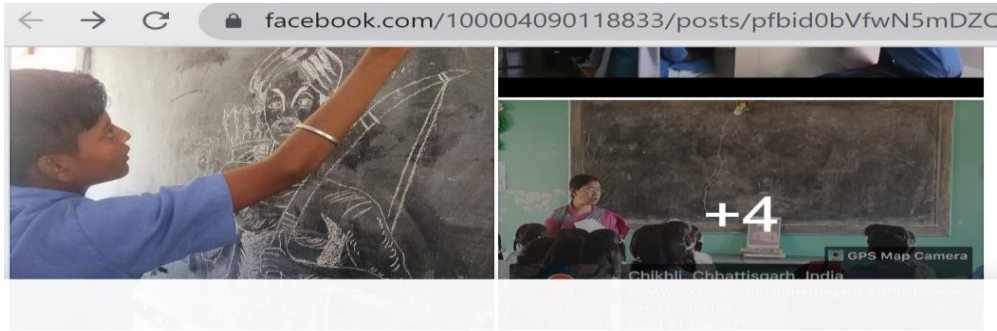 facebook.com/100004090118833/posts/pfbid0bVfwN5mDZC
+4
GPS Map Camera
Chikhli, Chhattisgarh, India